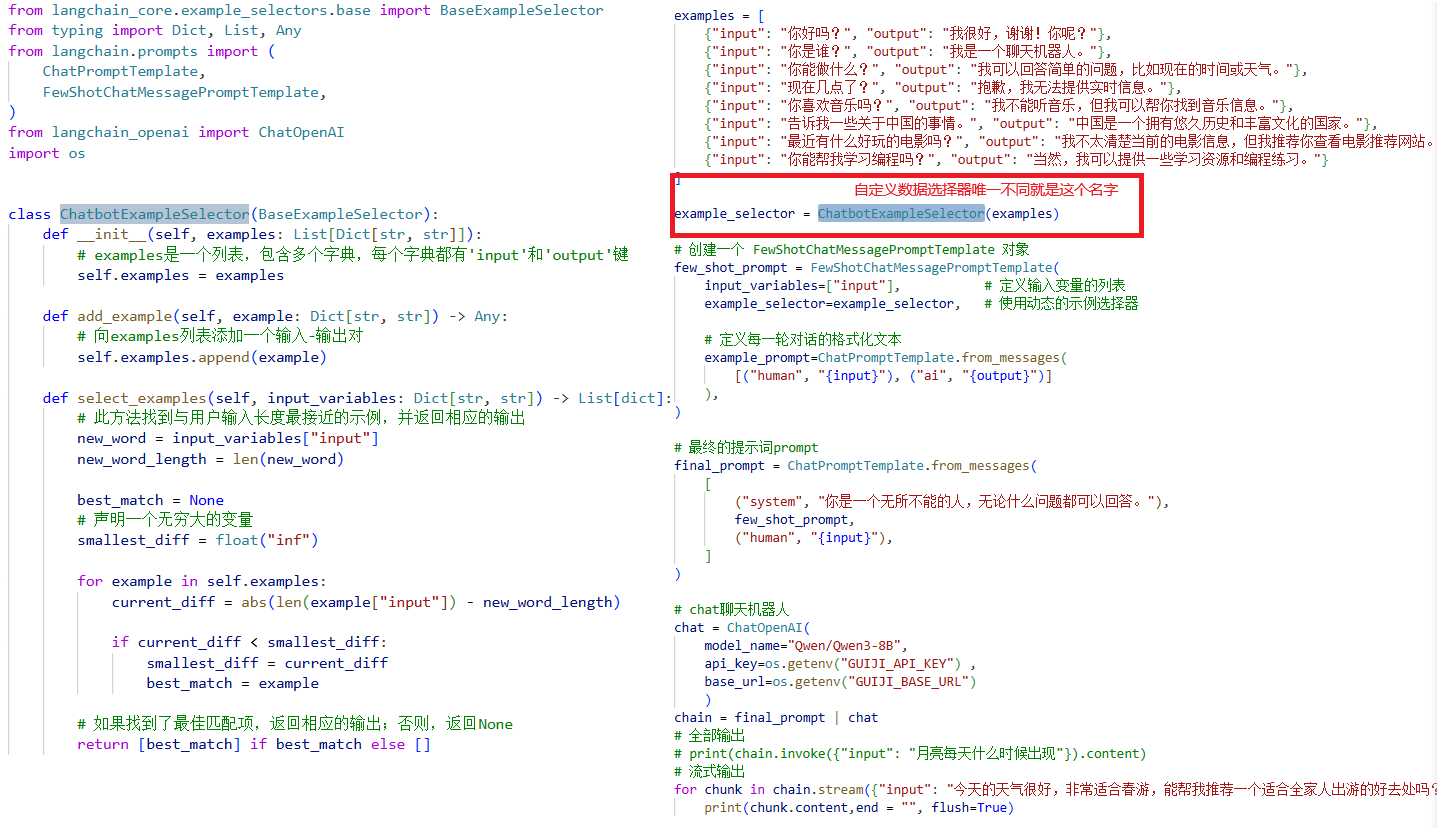 from langchain_core.example_selectors.base import BaseExampleSelector
from typing import Dict, List, Any
from langchain.prompts import (
    ChatPromptTemplate,
    FewShotChatMessagePromptTemplate,
)
from langchain_openai import ChatOpenAI
import os
class ChatbotExampleSelector(BaseExampleSelector):
    def __init__(self, examples: List[Dict[str, str]]):
        # examples是一个列表，包含多个字典，每个字典都有'input'和'output'键
        self.examples = examples
    def add_example(self, example: Dict[str, str]) -> Any:
        # 向examples列表添加一个输入-输出对
        self.examples.append(example)
    def select_examples(self, input_variables: Dict[str, str]) -> List[dict]:
        # 此方法找到与用户输入长度最接近的示例，并返回相应的输出
        new_word = input_variables["input"]
        new_word_length = len(new_word)
        best_match = None
        # 声明一个无穷大的变量
        smallest_diff = float("inf")
        for example in self.examples:
            current_diff = abs(len(example["input"]) - new_word_length)
            if current_diff < smallest_diff:
                smallest_diff = current_diff
                best_match = example
        # 如果找到了最佳匹配项，返回相应的输出；否则，返回None
        return [best_match] if best_match else []
examples = [
    {"input": "你好吗？", "output": "我很好，谢谢！你呢？"},
    {"input": "你是谁？", "output": "我是一个聊天机器人。"},
    {"input": "你能做什么？", "output": "我可以回答简单的问题，比如现在的时间或天气。"},
    {"input": "现在几点了？", "output": "抱歉，我无法提供实时信息。"},
    {"input": "你喜欢音乐吗？", "output": "我不能听音乐，但我可以帮你找到音乐信息。"},
    {"input": "告诉我一些关于中国的事情。", "output": "中国是一个拥有悠久历史和丰富文化的国家。"},
    {"input": "最近有什么好玩的电影吗？", "output": "我不太清楚当前的电影信息，但我推荐你查看电影推荐网站。
    {"input": "你能帮我学习编程吗？", "output": "当然，我可以提供一些学习资源和编程练习。"}
]
自定义数据选择器唯一不同就是这个名字
example_selector = ChatbotExampleSelector(examples)
# 创建一个 FewShotChatMessagePromptTemplate 对象
few_shot_prompt = FewShotChatMessagePromptTemplate(
    input_variables=["input"],           # 定义输入变量的列表
    example_selector=example_selector,   # 使用动态的示例选择器
    # 定义每一轮对话的格式化文本
    example_prompt=ChatPromptTemplate.from_messages(
        [("human", "{input}"), ("ai", "{output}")]
    ),
)
# 最终的提示词prompt
final_prompt = ChatPromptTemplate.from_messages(
    [
        ("system", "你是一个无所不能的人，无论什么问题都可以回答。"),
        few_shot_prompt,
        ("human", "{input}"),
    ]
)
# chat聊天机器人
chat = ChatOpenAI(
    model_name="Qwen/Qwen3-8B",
    api_key=os.getenv("GUIJI_API_KEY") ,
    base_url=os.getenv("GUIJI_BASE_URL")
    )
chain = final_prompt | chat
# 全部输出
# print(chain.invoke({"input": "月亮每天什么时候出现"}).content)
# 流式输出
for chunk in chain.stream({"input": "今天的天气很好，非常适合春游，能帮我推荐一个适合全家人出游的好去处吗？
    print(chunk.content,end = "", flush=True)